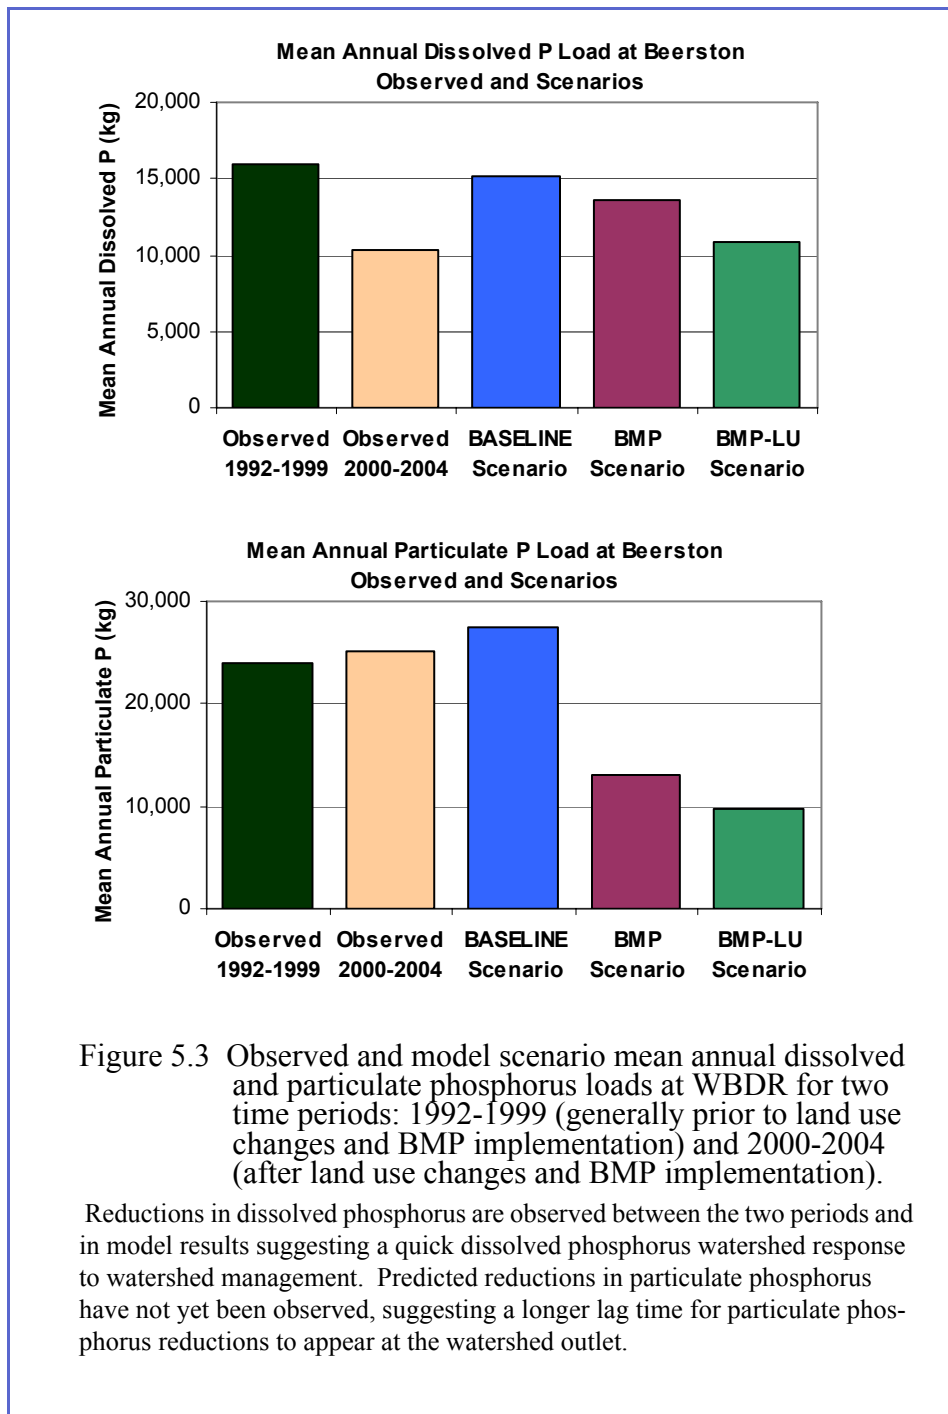 Mean Annual Dissolved P Load at Beerston
Observed and Scenarios
Mean Annual Dissolved P (kg)
20,000
15,000
10,000
5,000
0
Observed 1992-1999
Observed 2000-2004
BASELINE Scenario
BMP Scenario
BMP-LU Scenario
Mean Annual Particulate P Load at Beerston
Observed and Scenarios
Mean Annual Particulate P (kg)
30,000
20,000
10,000
0
Observed 1992-1999
Observed 2000-2004
BASELINE Scenario
BMP Scenario
BMP-LU Scenario
Figure 5.3 Observed and model scenario mean annual dissolved
and particulate phosphorus loads at WBDR for two
time periods: 1992-1999 (generally prior to land use
changes and BMP implementation) and 2000-2004
(after land use changes and BMP implementation).
Reductions in dissolved phosphorus are observed between the two periods and
in model results suggesting a quick dissolved phosphorus watershed response
to watershed management. Predicted reductions in particulate phosphorus
have not yet been observed, suggesting a longer lag time for particulate phos-
phorus reductions to appear at the watershed outlet.